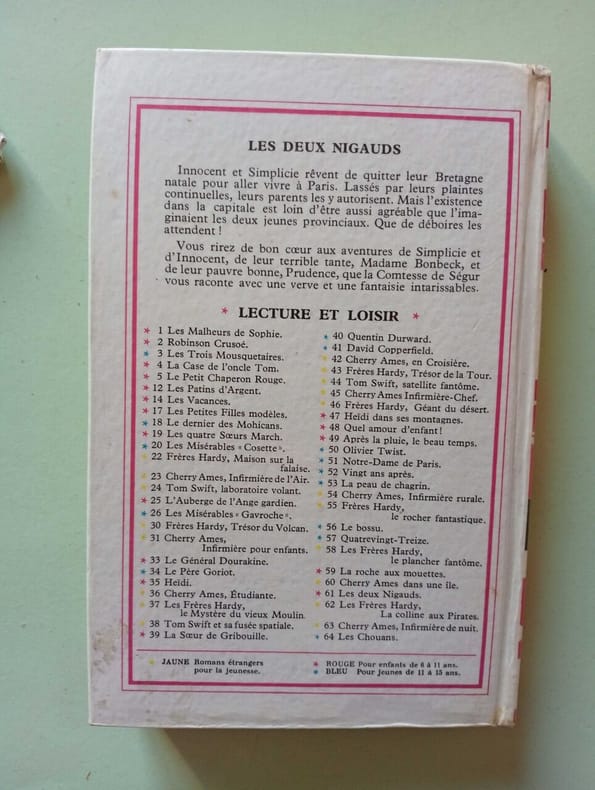 LES DEUX NIGAUDS
Innocent et Simplicie rêvent de quitter leur Bretagne
natale pour aller vivre à Paris. Lassés par leurs plaintes
continuelles, leurs parents les y autorisent. Mais l'existence
dans la capitale est loin d'être aussi agréable que l'ima-
ginaient les deux jeunes provinciaux. Que de déboires les
attendent !
Vous rirez de bon cœur aux aventures de Simplicie et
d'Innocent, de leur terrible tante, Madame Bonbeck, et
de leur pauvre bonne, Prudence, que la Comtesse de Ségur
vous raconte avec une verve et une fantaisie intarissables.
* LECTURE ET LOISIR *
* 1 Les Malheurs de Sophie.
* 2 Robinson Crusoé.
* 3 Les Trois Mousquetaires.
* 4 La Case de l'oncle Tom.
* 5 Le Petit Chaperon Rouge.
* 12 Les Patins d'Argent.
* 14 Les Vacances.
* 17 Les Petites Filles modèles.
* 18 Le dernier des Mohicans.
* 19 Les quatre Sœurs March.
* 20 Les Misérables « Cosette ».
* 22 Frères Hardy, Maison sur la
falaise.
* 23 Cherry Ames, Infirmière de l'Air.
* 24 Tom Swift, laboratoire volant.
* 25 L'Auberge de l'Ange gardien.
* 26 Les Misérables « Gavroche ».
* 30 Frères Hardy, Trésor du Volcan.
* 31 Cherry Ames,
Infirmière pour enfants.
* 33 Le Général Dourakine.
* 34 Le Père Goriot.
* 35 Heïdi.
* 36 Cherry Ames, Étudiante.
* 37 Les Frères Hardy,
le Mystère du vieux Moulin.
* 38 Tom Swift et sa fusée spatiale.
* 39 La Sœur de Gribouille.
* 40 Quentin Durward.
* 41 David Copperfield.
* 42 Cherry Ames, en Croisière.
* 43 Frères Hardy, Trésor de la Tour.
* 44 Tom Swift, satellite fantôme.
* 45 Cherry Ames Infirmière-Chef.
* 46 Frères Hardy, Géant du désert.
* 47 Heïdi dans ses montagnes.
* 48 Quel amour d'enfant !
* 49 Après la pluie, le beau temps.
* 50 Olivier Twist.
* 51 Notre-Dame de Paris.
* 52 Vingt ans après.
* 53 La peau de chagrin.
* 54 Cherry Ames, Infirmière rurale.
* 55 Frères Hardy,
le rocher fantastique.
* 56 Le bossu.
* 57 Quatrevingt-Treize.
* 58 Les Frères Hardy,
le plancher fantôme.
* 59 La roche aux mouettes.
* 60 Cherry Ames dans une île.
* 61 Les deux Nigauds.
* 62 Les Frères Hardy,
La colline aux Pirates.
* 63 Cherry Ames, Infirmière de nuit.
* 64 Les Chouans.
* JAUNE Romans étrangers
pour la jeunesse.
* ROUGE Pour enfants de 6 à 11 ans.
* BLEU Pour jeunes de 11 à 15 ans.